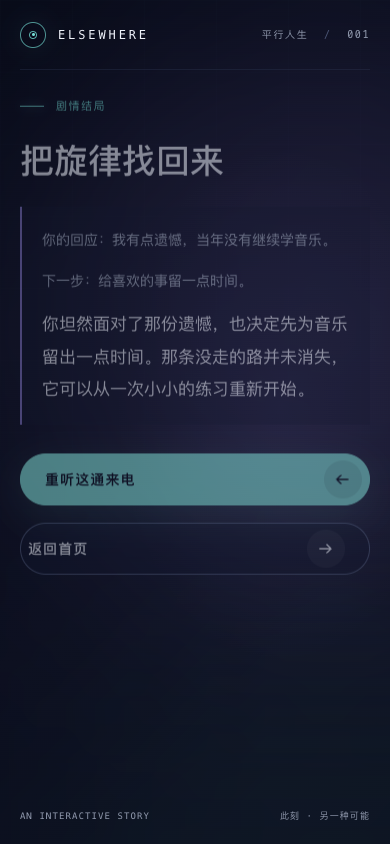 ELSEWHERE
平行人生 / 001
剧情结局
把旋律找回来
你的回应：我有点遗憾，当年没有继续学音乐。
下一步：给喜欢的事留一点时间。
你坦然面对了那份遗憾，也决定先为音乐
留出一点时间。那条没走的路并未消失，
它可以从一次小小的练习重新开始。
重听这通来电
返回首页
AN INTERACTIVE STORY
此刻 · 另一种可能